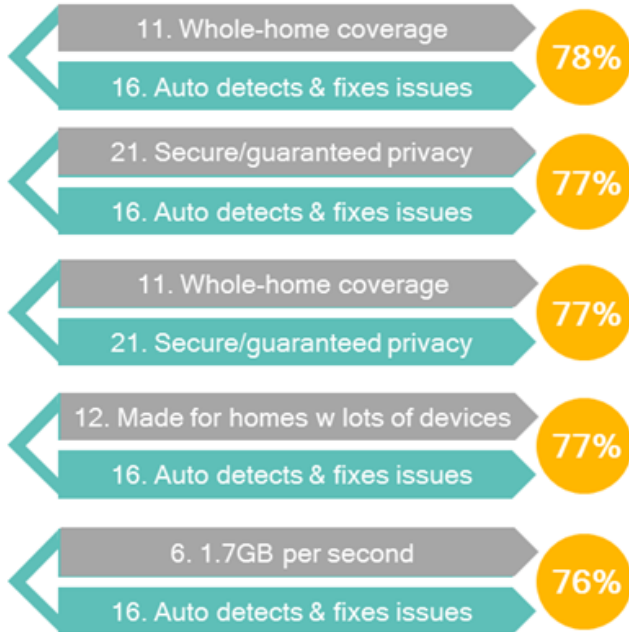 11. Whole-home coverage
78%
16. Auto detects & fixes issues
21. Secure/guaranteed privacy
77%
16. Auto detects & fixes issues
11. Whole-home coverage
77%
21. Secure/guaranteed privacy
12. Made for homes w lots of devices
77%
16. Auto detects & fixes issues
6. 1.7GB per second
76%
16. Auto detects & fixes issues